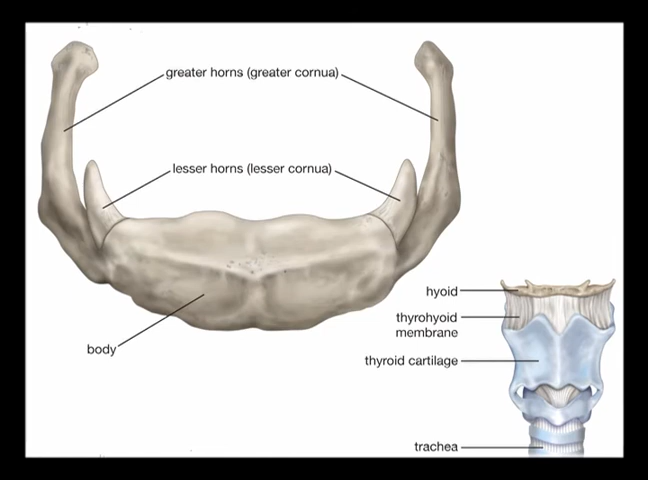 greater horns (greater cornua)
lesser horns (lesser cornua)
body
hyoid
thyrohyoid
membrane
thyroid cartilage
trachea